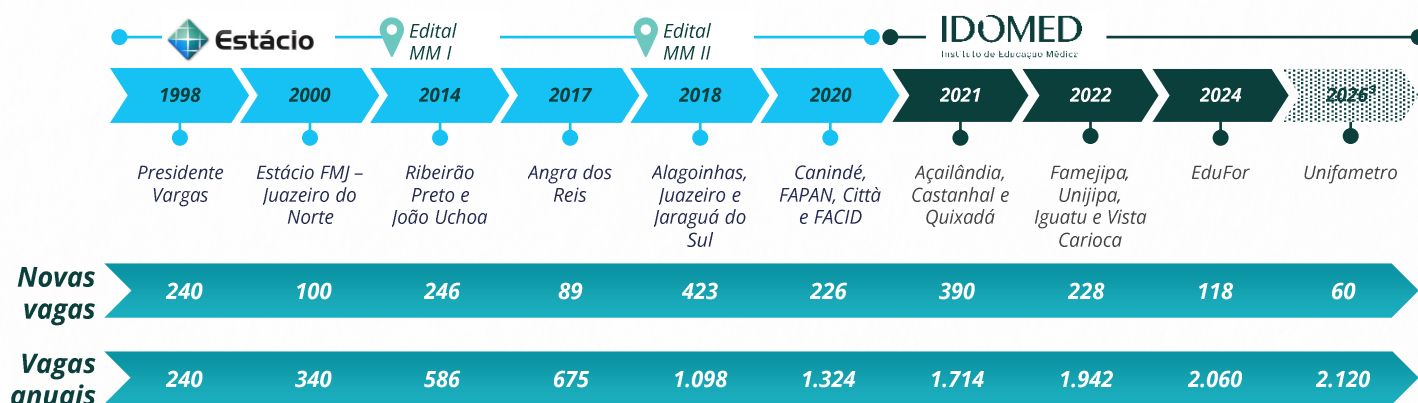 Estácio
Edital
MM I
Edital
MM II
IDOMED
Instituto de Educação Médica
1998 2000 2014 2017 2018 2020 2021 2022 2024 2026³
Presidente
Vargas
Estácio FMJ –
Juazeiro do
Norte
Ribeirão
Preto e
João Uchoa
Angra dos
Reis
Alagoinhas,
Juazeiro e
Jaraguá do
Sul
Canindé,
FAPAN, Città
e FACID
Açailândia,
Castanhal e
Quixadá
Famejipa,
Unijipa,
Iguatu e Vista
Carioca
EduFor
Unifametro
Novas
vagas
240 100 246 89 423 226 390 228 118 60
Vagas
anuais
240 340 586 675 1.098 1.324 1.714 1.942 2.060 2.120